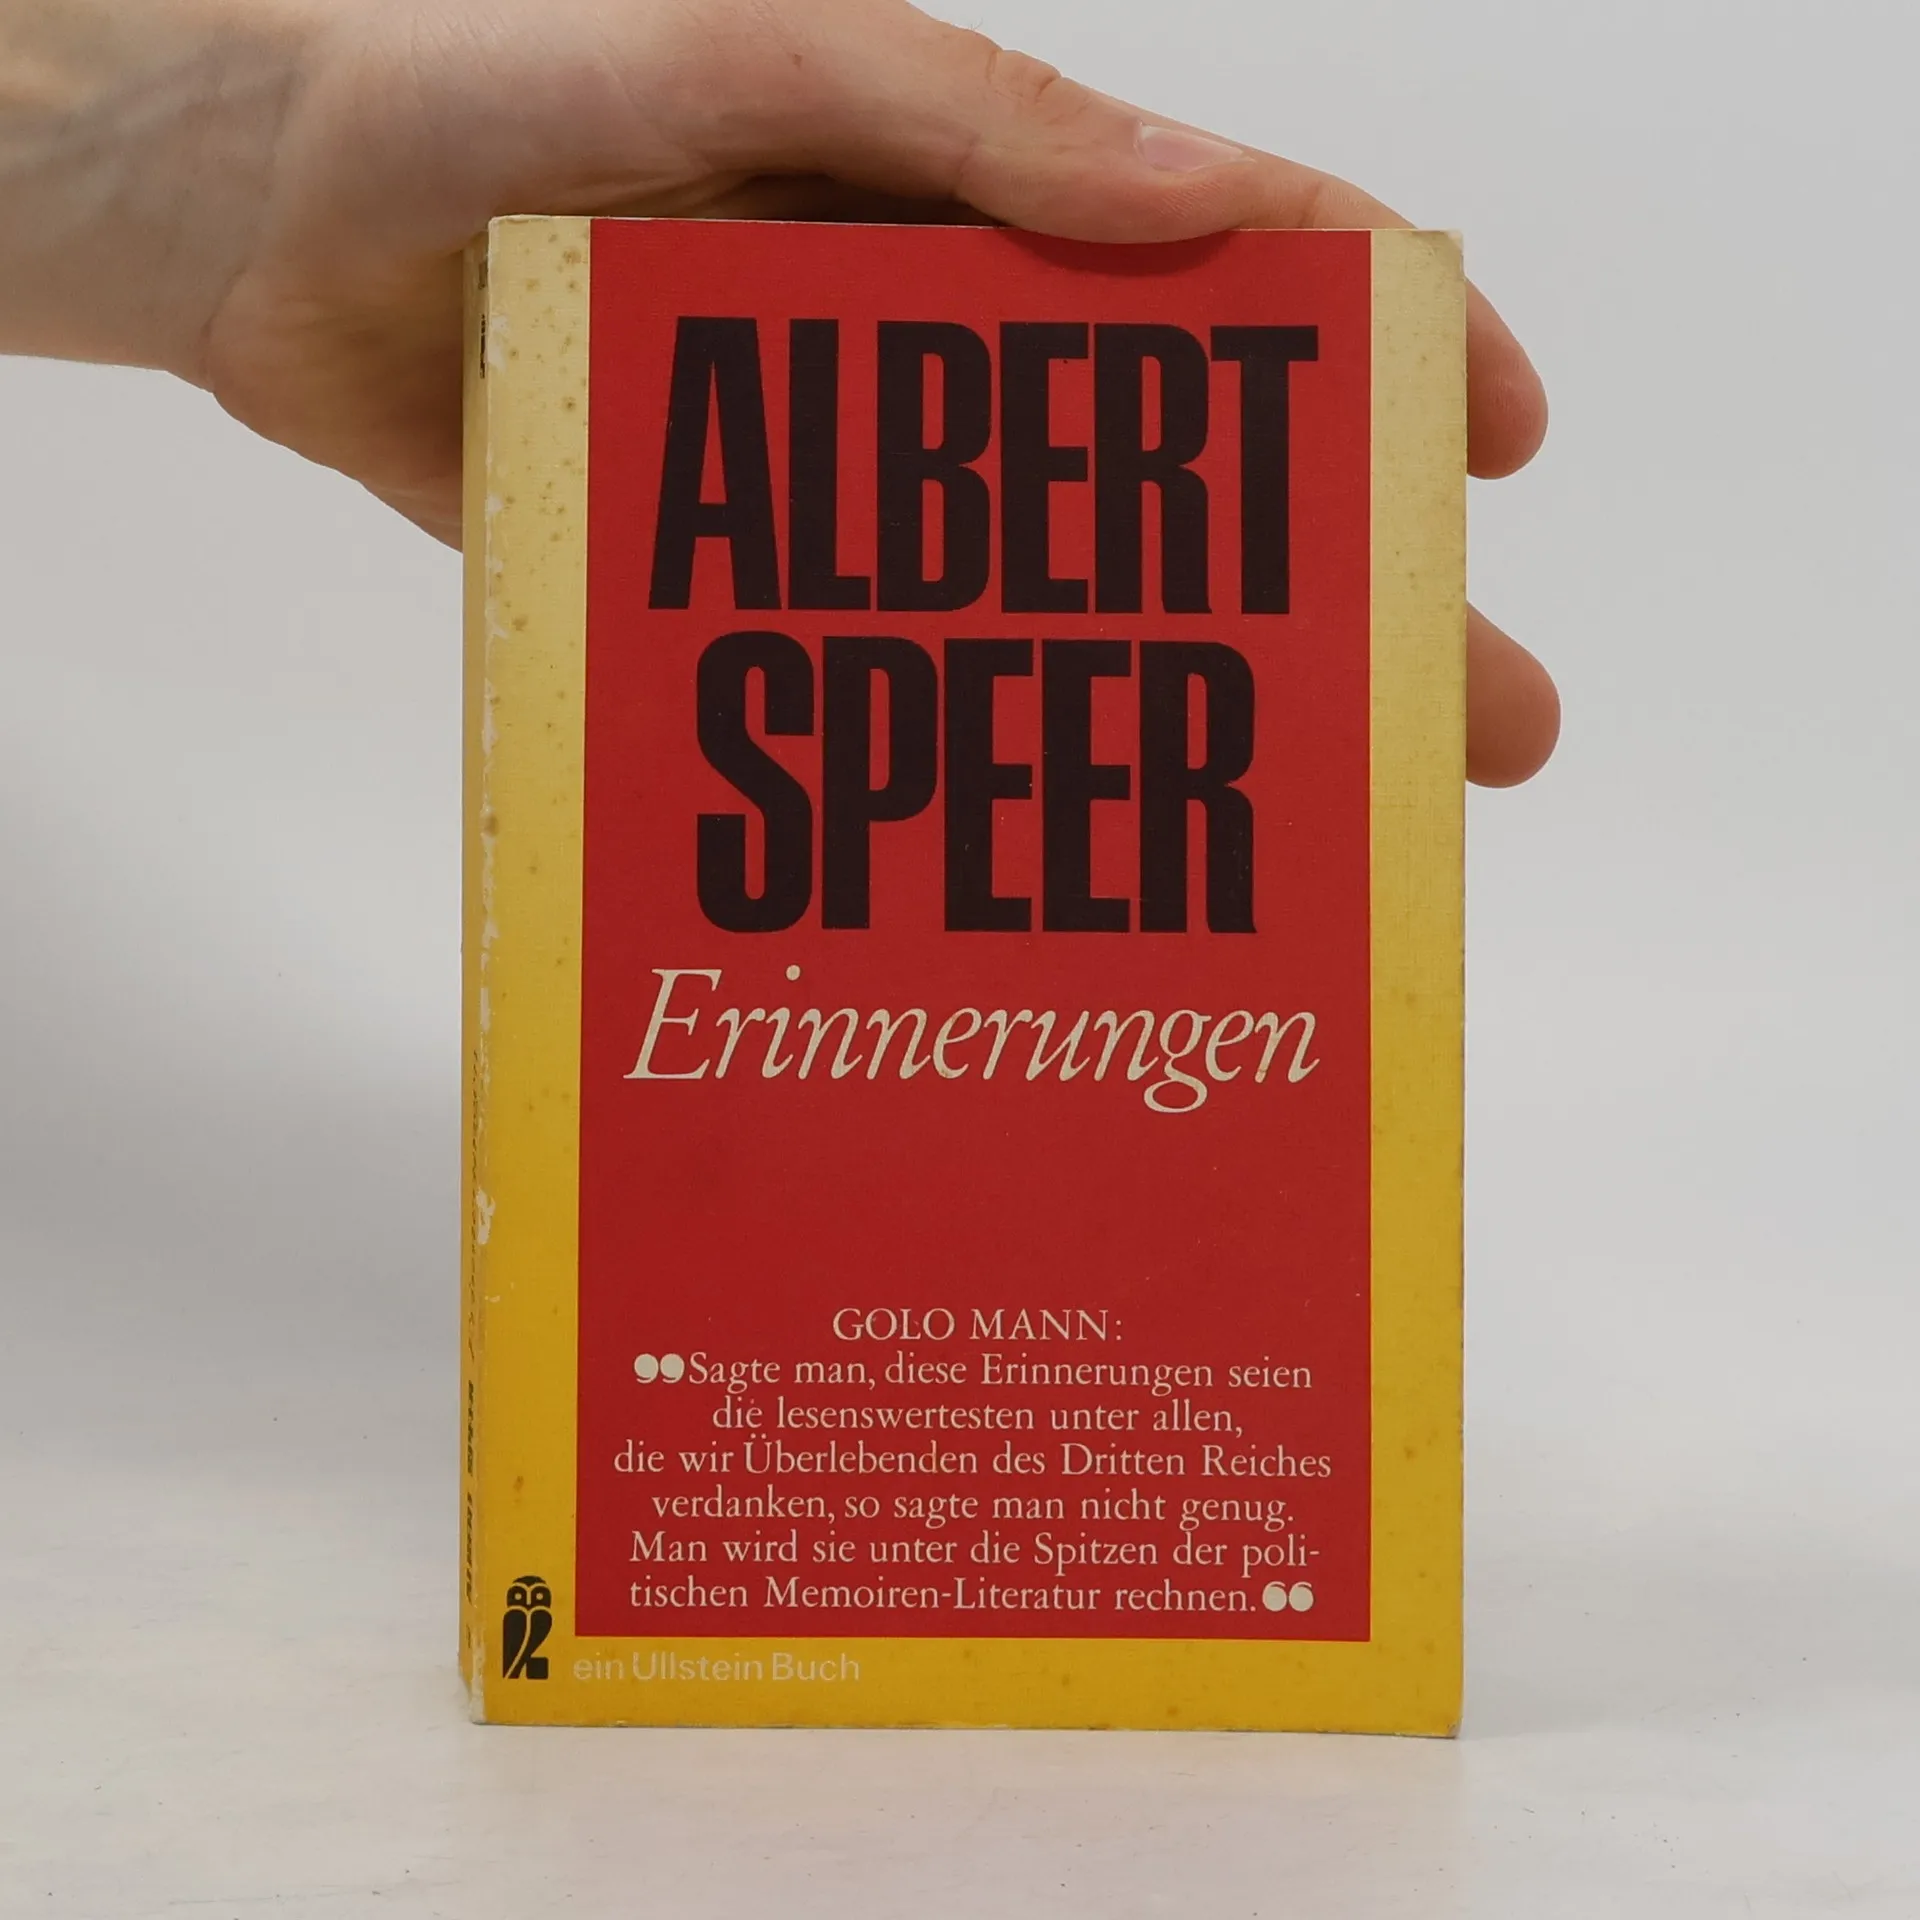 ALBERT
SPEER
Erinnerungen
GOLO MANN:
❟❟Sagte man, diese Erinnerungen seien
die lesenswertesten unter allen,
die wir Überlebenden des Dritten Reiches
verdanken, so sagte man nicht genug.
Man wird sie unter die Spitzen der poli-
tischen Memoiren-Literatur rechnen.❛❛
ein Ullstein Buch